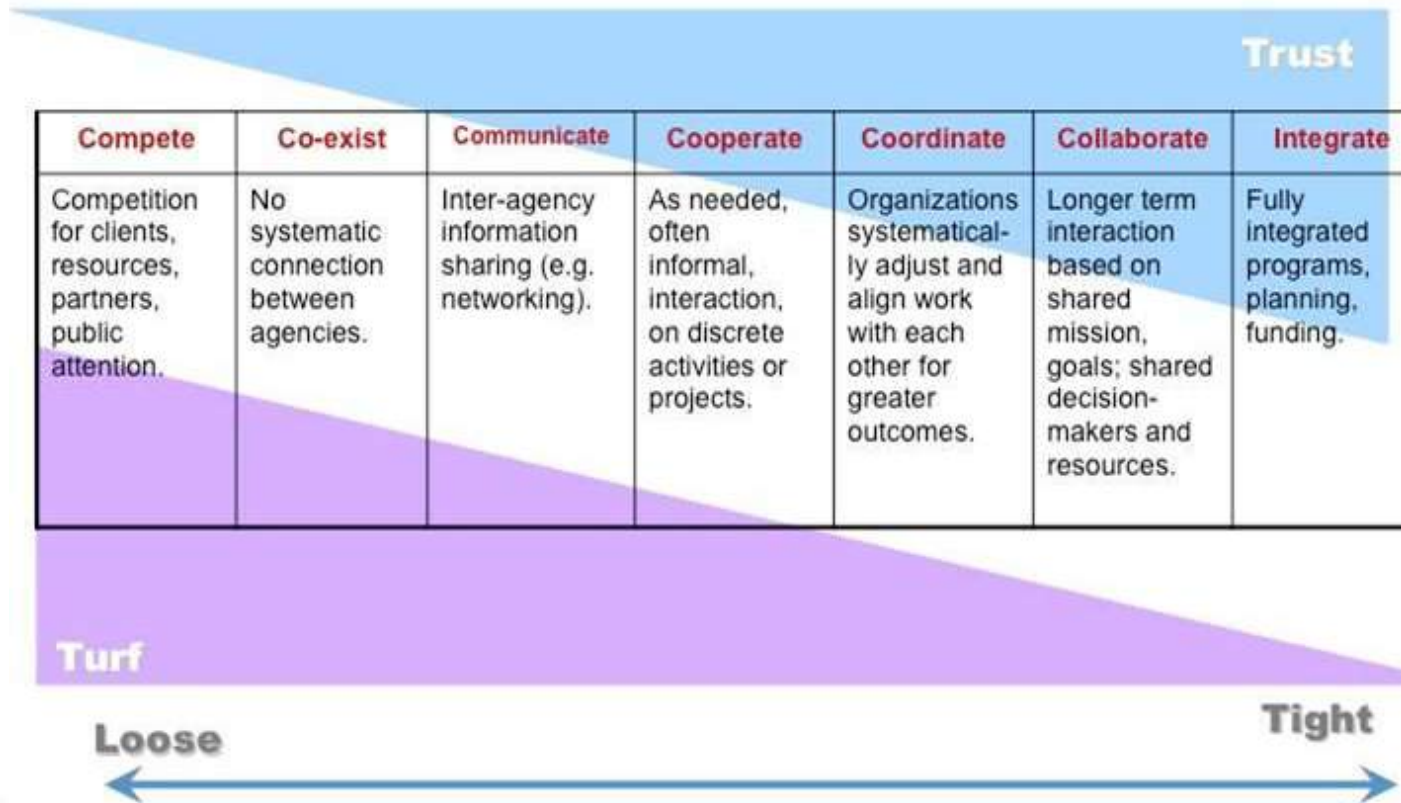 Trust
Compete
Co-exist
Communicate
Cooperate
Coordinate
Collaborate
Integrate
Competition
for clients,
resources,
partners,
public
attention.
No
systematic
connection
between
agencies.
Inter-agency
information
sharing (e.g.
networking).
As needed,
often
informal,
interaction,
on discrete
activities or
projects.
Organizations
systematical-
ly adjust and
align work
with each
other for
greater
outcomes.
Longer term
interaction
based on
shared
mission,
goals; shared
decision-
makers and
resources.
Fully
integrated
programs,
planning,
funding.
Turf
Loose
Tight